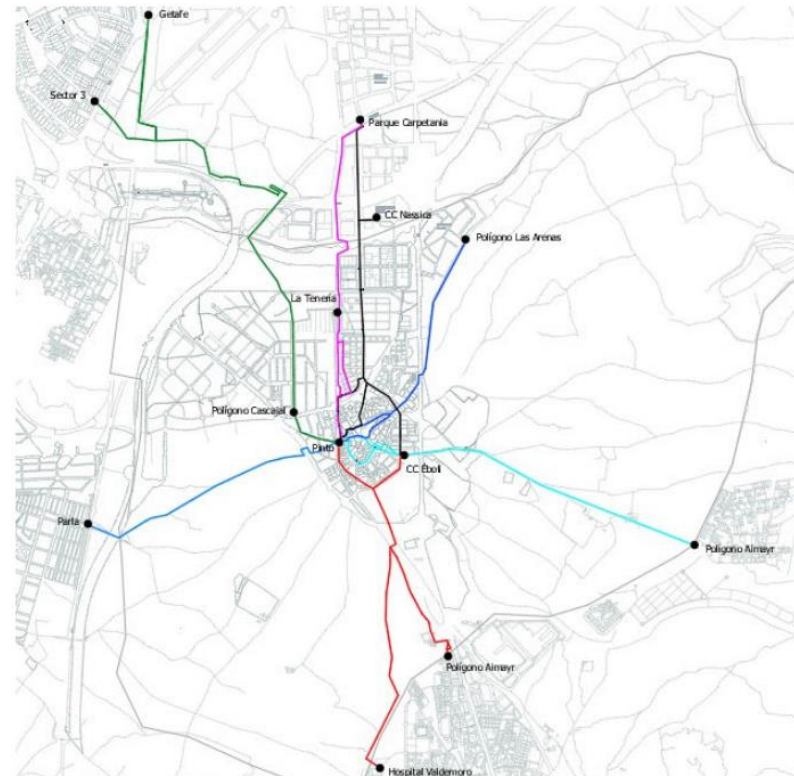 Getafe
Sector 3
Parque Carpetania
CC Nassica
Polígono Las Arenas
La Tenería
Polígono Cascajal
Pinto
CC Éboli
Parla
Polígono Aimayr
Polígono Aimayr
Hospital Valdemoro